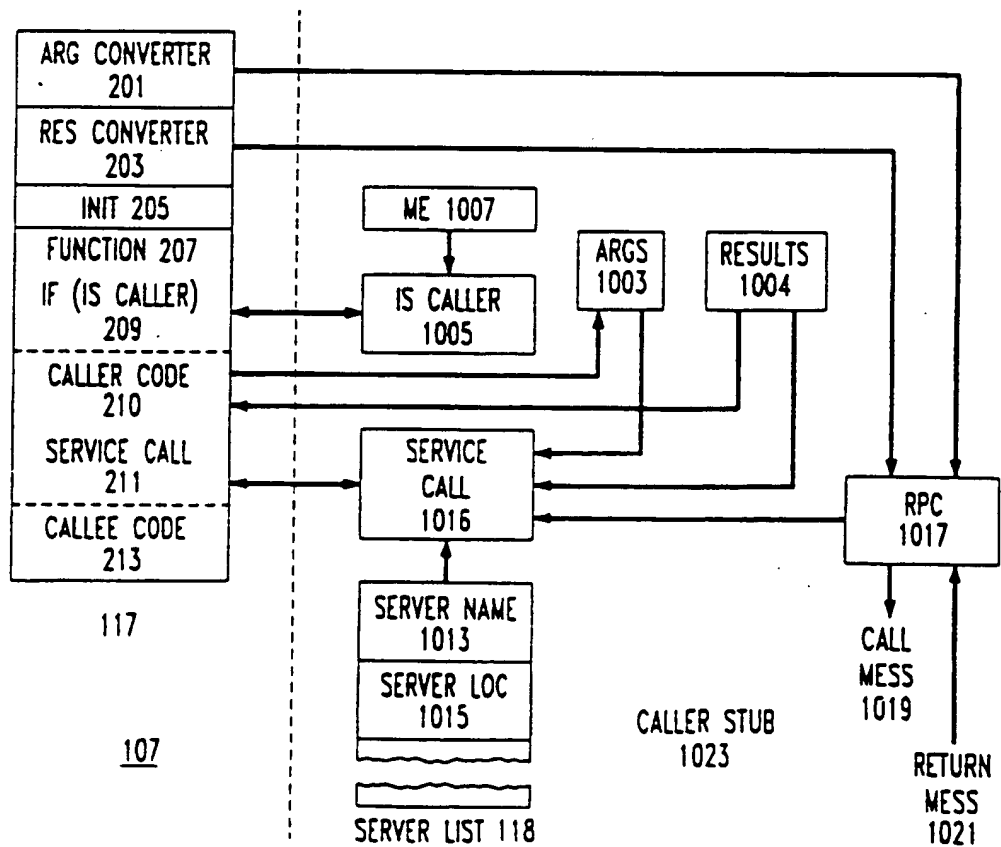 ARG CONVERTER
201
RES CONVERTER
203
INIT 205
FUNCTION 207
IF (IS CALLER)
209
CALLER CODE
210
SERVICE CALL
211
CALLEE CODE
213
117
107
ME 1007
IS CALLER
1005
ARGS
1003
RESULTS
1004
SERVICE
CALL
1016
SERVER NAME
1013
SERVER LOC
1015
SERVER LIST 118
RPC
1017
CALL
MESS
1019
CALLER STUB
1023
RETURN
MESS
1021